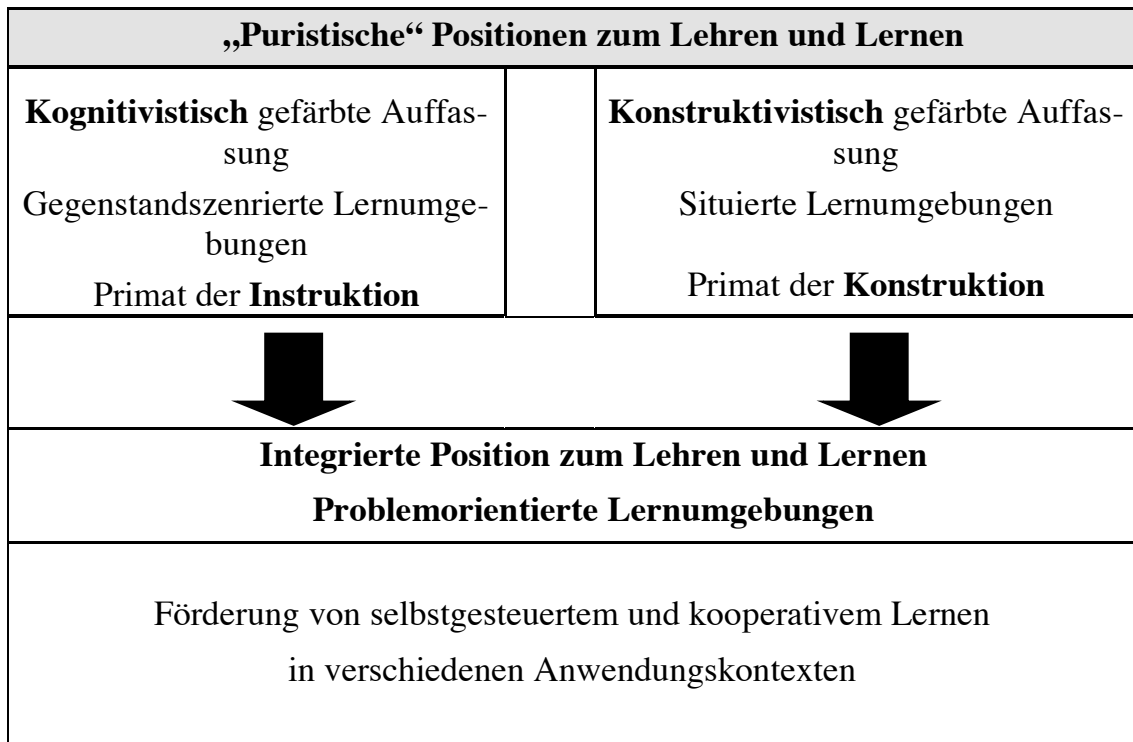 „Puristische“ Positionen zum Lehren und Lernen
Kognitivistisch gefärbte Auffas-
sung
Gegenstandszenrierte Lernumge-
bungen
Primat der Instruktion
Konstruktivistisch gefärbte Auffas-
sung
Situierte Lernumgebungen
Primat der Konstruktion
Integrierte Position zum Lehren und Lernen
Problemorientierte Lernumgebungen
Förderung von selbstgesteuertem und kooperativem Lernen
in verschiedenen Anwendungskontexten